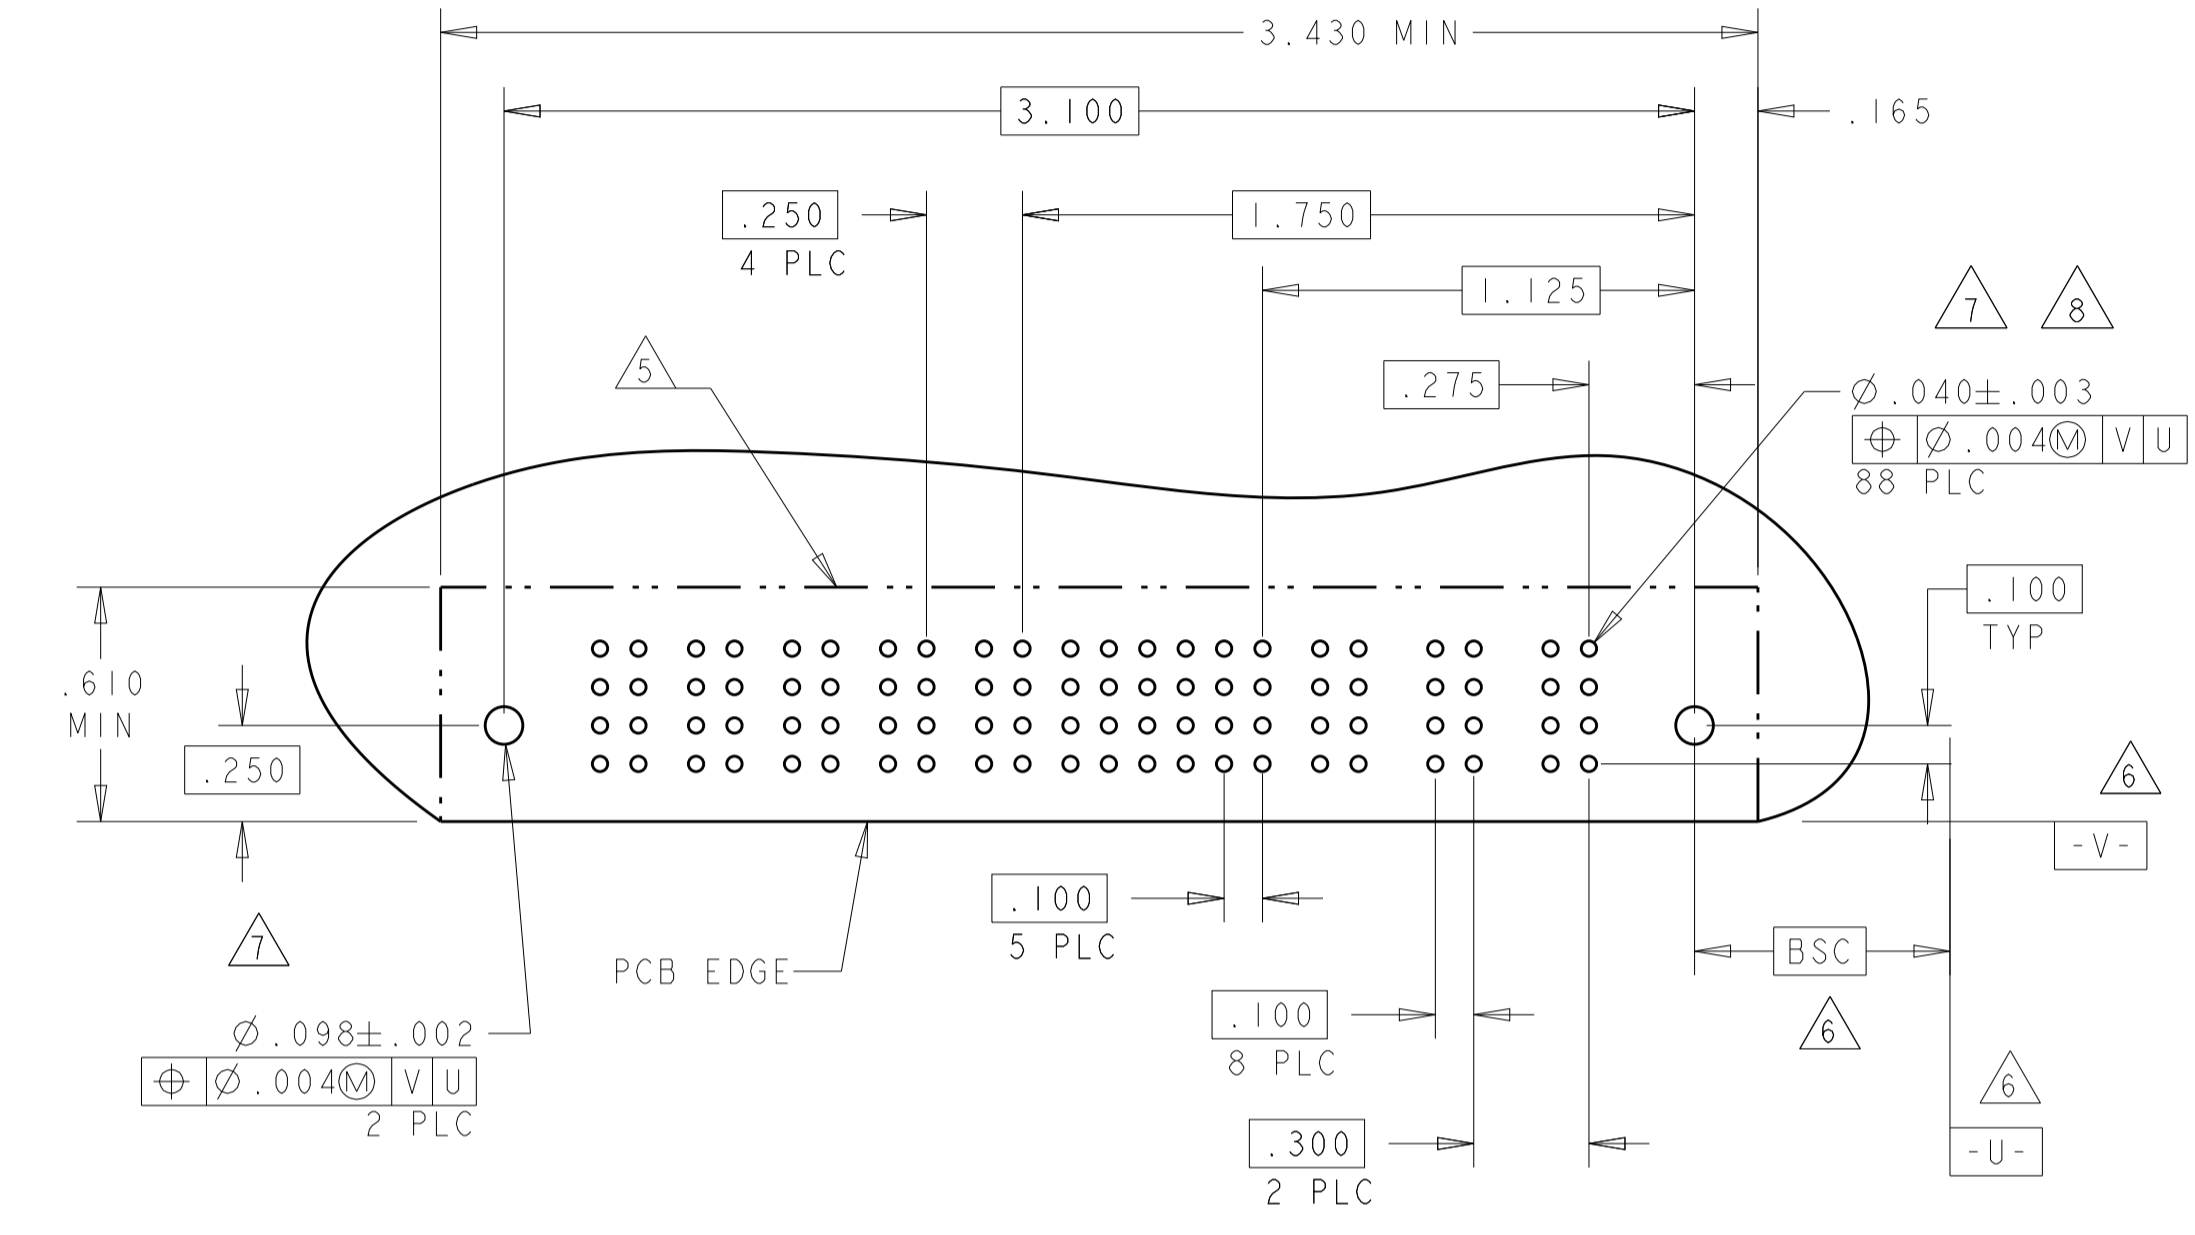 3.430 MIN
3.100
.165
.250
4 PLC
1.750
1.125
7
8
5
.275
Ø.040±.003
⌖ Ø.004Ⓜ V U
88 PLC
.100
TYP
.610
MIN
.250
6
-V-
.100
5 PLC
7
PCB EDGE
BSC
.100
8 PLC
6
Ø.098±.002
⌖ Ø.004Ⓜ V U
2 PLC
6
.300
2 PLC
-U-